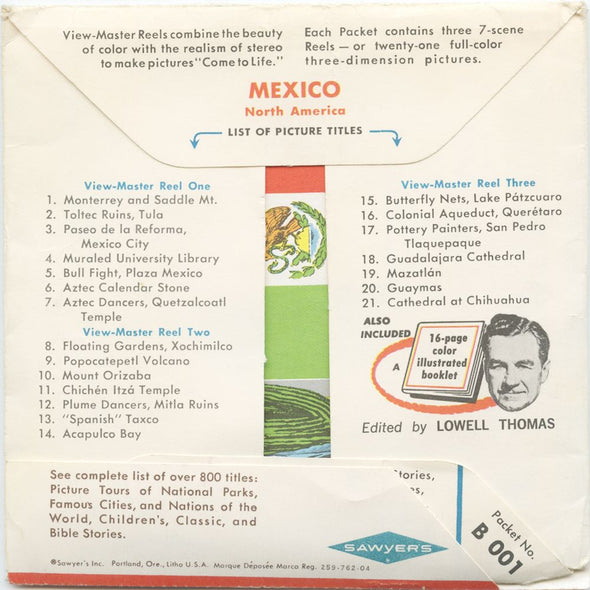 View-Master Reels combine the beauty
of color with the realism of stereo
to make pictures "Come to Life."
Each Packet contains three 7-scene
Reels — or twenty-one full-color
three-dimension pictures.
MEXICO
North America
LIST OF PICTURE TITLES
View-Master Reel One
1. Monterrey and Saddle Mt.
2. Toltec Ruins, Tula
3. Paseo de la Reforma,
Mexico City
4. Muraled University Library
5. Bull Fight, Plaza Mexico
6. Aztec Calendar Stone
7. Aztec Dancers, Quetzalcoatl
Temple
View-Master Reel Two
8. Floating Gardens, Xochimilco
9. Popocatepetl Volcano
10. Mount Orizaba
11. Chichén Itzá Temple
12. Plume Dancers, Mitla Ruins
13. "Spanish" Taxco
14. Acapulco Bay
View-Master Reel Three
15. Butterfly Nets, Lake Pátzcuaro
16. Colonial Aqueduct, Querétaro
17. Pottery Painters, San Pedro
Tlaquepaque
18. Guadalajara Cathedral
19. Mazatlán
20. Guaymas
21. Cathedral at Chihuahua
ALSO
INCLUDED
A
16-page
color
illustrated
booklet
Edited by LOWELL THOMAS
See complete list of over 800 titles:
Picture Tours of National Parks,
Famous Cities, and Nations of the
World, Children's, Classic, and
Bible Stories.
Stories,
SAWYER'S
Packet No.
B 001
®Sawyer's Inc. Portland, Ore., Litho U.S.A. Marque Déposée Marca Reg. 259-762-04